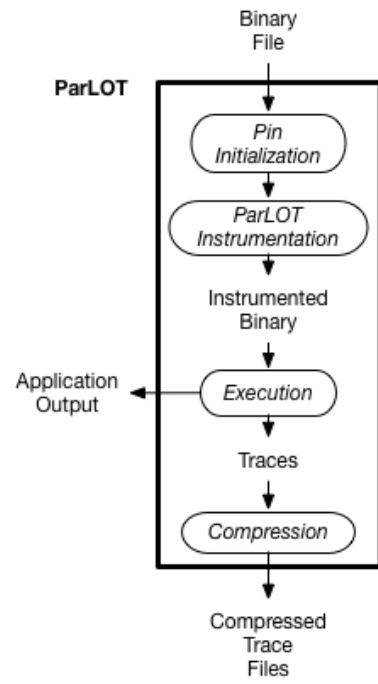 Binary
File
ParLOT
Pin
Initialization
ParLOT
Instrumentation
Instrumented
Binary
Application
Output
Execution
Traces
Compression
Compressed
Trace
Files